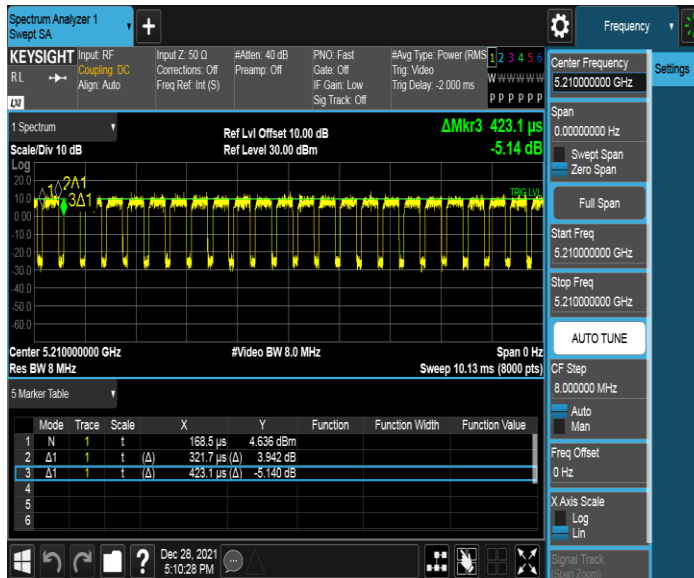 Spectrum Analyzer 1
Swept SA
+
Frequency
KEYSIGHT
RL
LXI
Input: RF
Coupling: DC
Align: Auto
Input Z: 50 Ω
Corrections: Off
Freq Ref: Int (S)
#Atten: 40 dB
Preamp: Off
PNO: Fast
Gate: Off
IF Gain: Low
Sig Track: Off
#Avg Type: Power (RMS
Trig: Video
Trig Delay: -2.000 ms
1 2 3 4 5 6
W W W W W W
P P P P P P
Center Frequency
5.210000000 GHz
Settings
Span
0.00000000 Hz
Swept Span
Zero Span
Full Span
Start Freq
5.210000000 GHz
Stop Freq
5.210000000 GHz
AUTO TUNE
CF Step
8.000000 MHz
Auto
Man
Freq Offset
0 Hz
X Axis Scale
Log
Lin
Signal Track
(Span Zoom)
1 Spectrum
Scale/Div 10 dB
Ref Lvl Offset 10.00 dB
Ref Level 30.00 dBm
ΔMkr3 423.1 µs
-5.14 dB
Log
20.0
10.0
0.00
-10.0
-20.0
-30.0
-40.0
-50.0
-60.0
1
2Δ1
3Δ1
TRIG LVL
Center 5.210000000 GHz
#Video BW 8.0 MHz
Span 0 Hz
Res BW 8 MHz
Sweep 10.13 ms (8000 pts)
5 Marker Table
Mode Trace Scale X Y Function Function Width Function Value
1 N 1 t 168.5 µs 4.636 dBm
2 Δ1 1 t (Δ) 321.7 µs (Δ) 3.942 dB
3 Δ1 1 t (Δ) 423.1 µs (Δ) -5.140 dB
4
5
6
?
Dec 28, 2021
5:10:28 PM